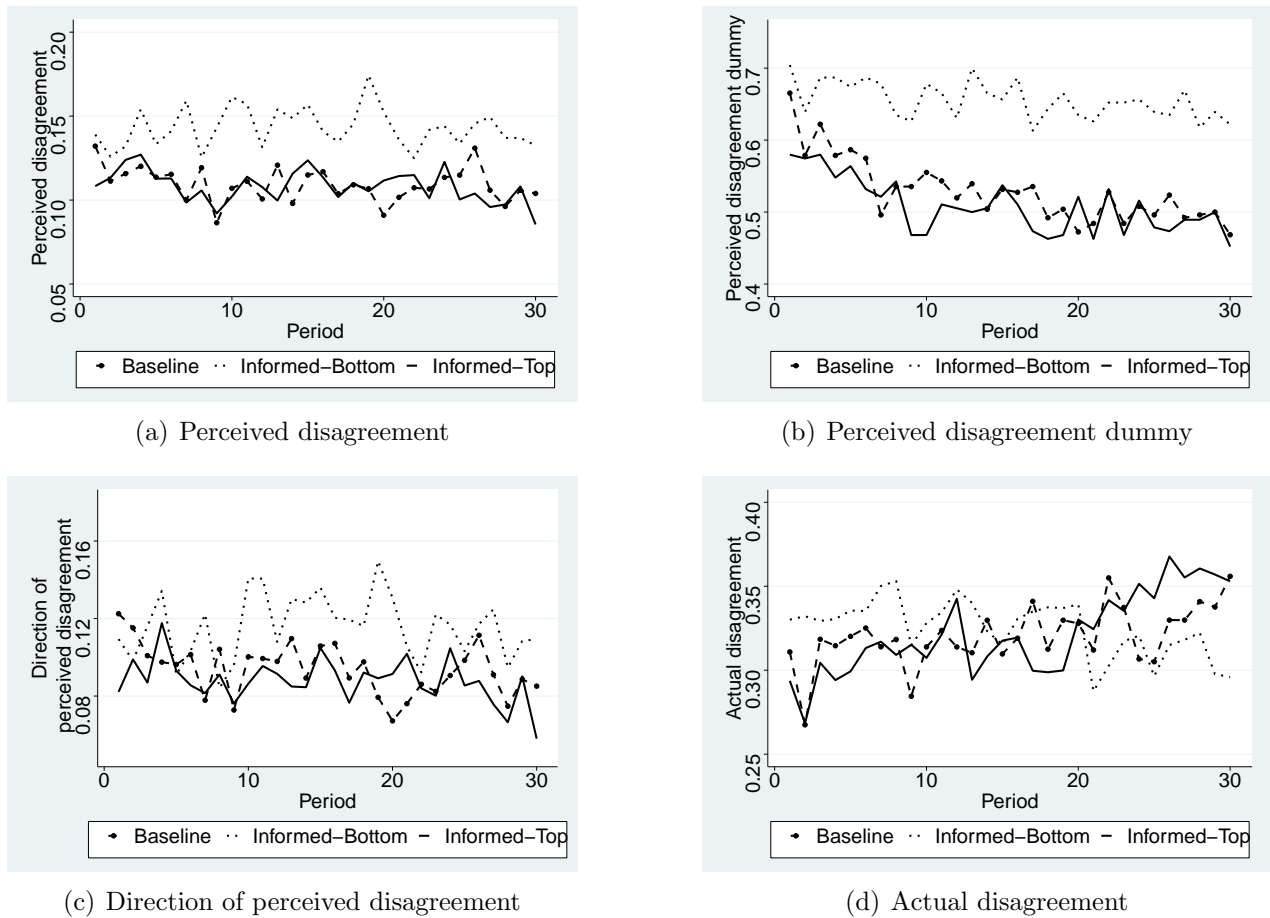 Perceived disagreement
0.05 0.10 0.15 0.20
0 10 20 30
Period
Baseline Informed−Bottom Informed−Top
(a) Perceived disagreement
Perceived disagreement dummy
0.4 0.5 0.6 0.7
0 10 20 30
Period
Baseline Informed−Bottom Informed−Top
(b) Perceived disagreement dummy
Direction of
perceived disagreement
0.08 0.12 0.16
0 10 20 30
Period
Baseline Informed−Bottom Informed−Top
(c) Direction of perceived disagreement
Actual disagreement
0.25 0.30 0.35 0.40
0 10 20 30
Period
Baseline Informed−Bottom Informed−Top
(d) Actual disagreement